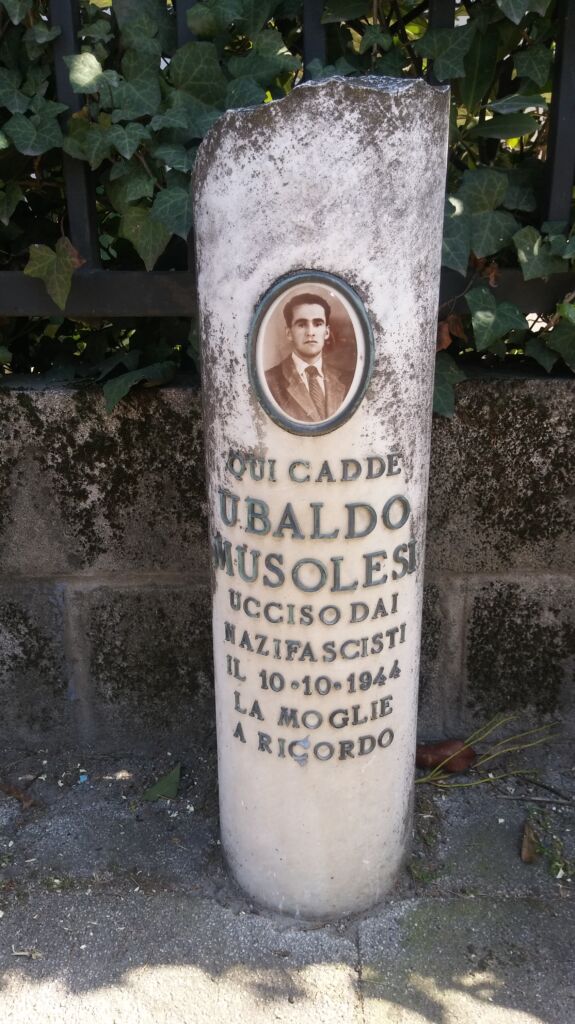 QUI CADDE
UBALDO
MUSOLESI
UCCISO DAI
NAZIFASCISTI
IL 10-10-1944
LA MOGLIE
A RICORDO